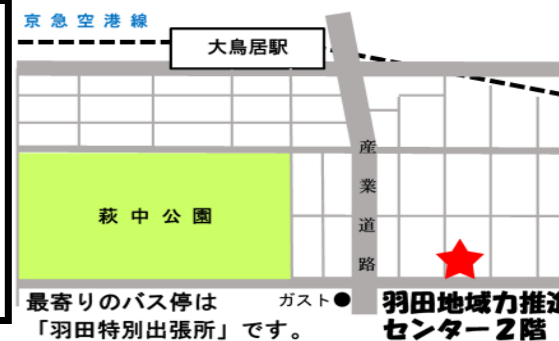 京急空港線
大鳥居駅
産業道路
萩中公園
最寄りのバス停は
「羽田特別出張所」です。
ガスト
羽田地域力推進
センター2階